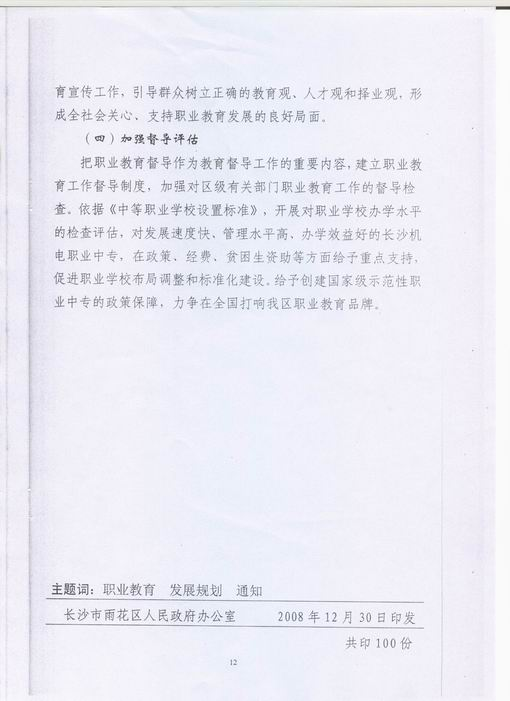 育宣传工作，引导群众树立正确的教育观、人才观和择业观，形
成全社会关心、支持职业教育发展的良好局面。
（四）加强督导评估
把职业教育督导作为教育督导工作的重要内容，建立职业教
育工作督导制度，加强对区级有关部门职业教育工作的督导检
查。依据《中等职业学校设置标准》，开展对职业学校办学水平
的检查评估，对发展速度快、管理水平高、办学效益好的长沙机
电职业中专，在政策、经费、贫困生资助等方面给予重点支持，
促进职业学校布局调整和标准化建设。给予创建国家级示范性职
业中专的政策保障，力争在全国打响我区职业教育品牌。
主题词：职业教育 发展规划 通知
长沙市雨花区人民政府办公室 2008年12月30日印发
共印100份
12